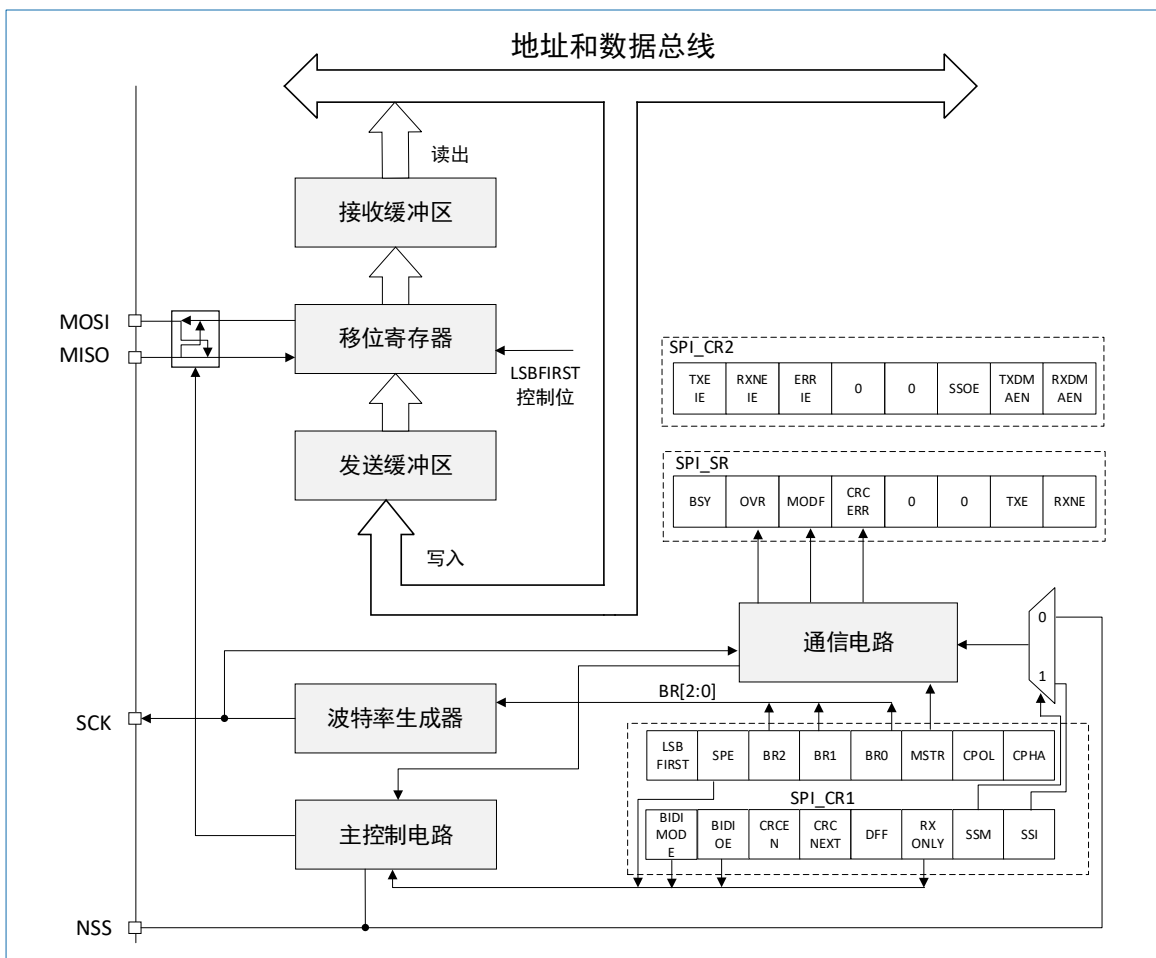 地址和数据总线
读出
接收缓冲区
MOSI
MISO
移位寄存器
LSBFIRST
控制位
发送缓冲区
写入
SPI_CR2
TXE
IE
RXNE
IE
ERR
IE
0
0
SSOE
TXDM
AEN
RXDM
AEN
SPI_SR
BSY
OVR
MODF
CRC
ERR
0
0
TXE
RXNE
通信电路
0
1
BR[2:0]
SCK
波特率生成器
LSB
FIRST
SPE
BR2
BR1
BR0
MSTR
CPOL
CPHA
SPI_CR1
主控制电路
BIDI
MOD
E
BIDI
OE
CRCE
N
CRC
NEXT
DFF
RX
ONLY
SSM
SSI
NSS